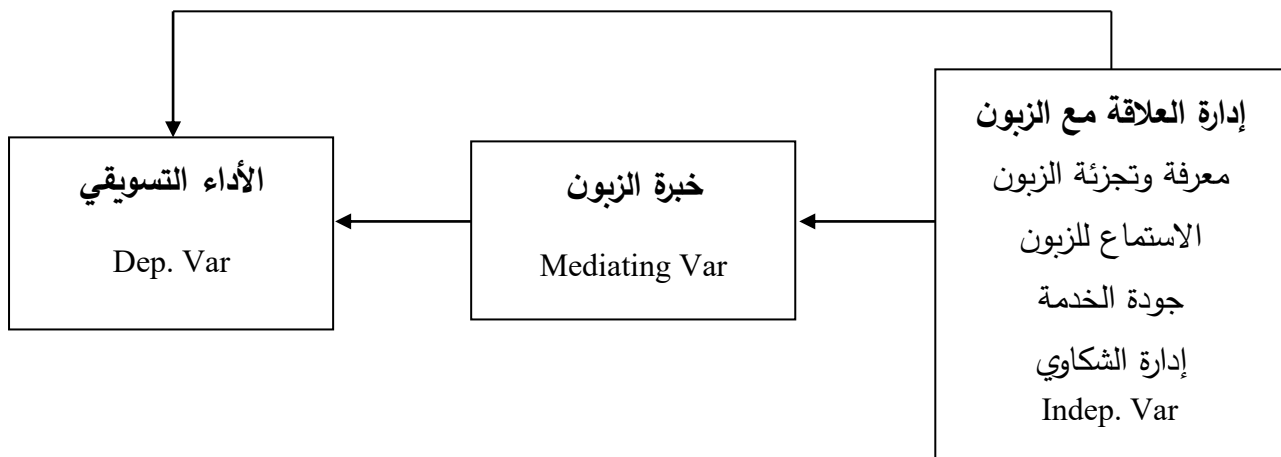 إدارة العلاقة مع الزبون
معرفة وتجزئة الزبون
الاستماع للزبون
جودة الخدمة
إدارة الشكاوي
Indep. Var
خبرة الزبون
Mediating Var
الأداء التسويقي
Dep. Var